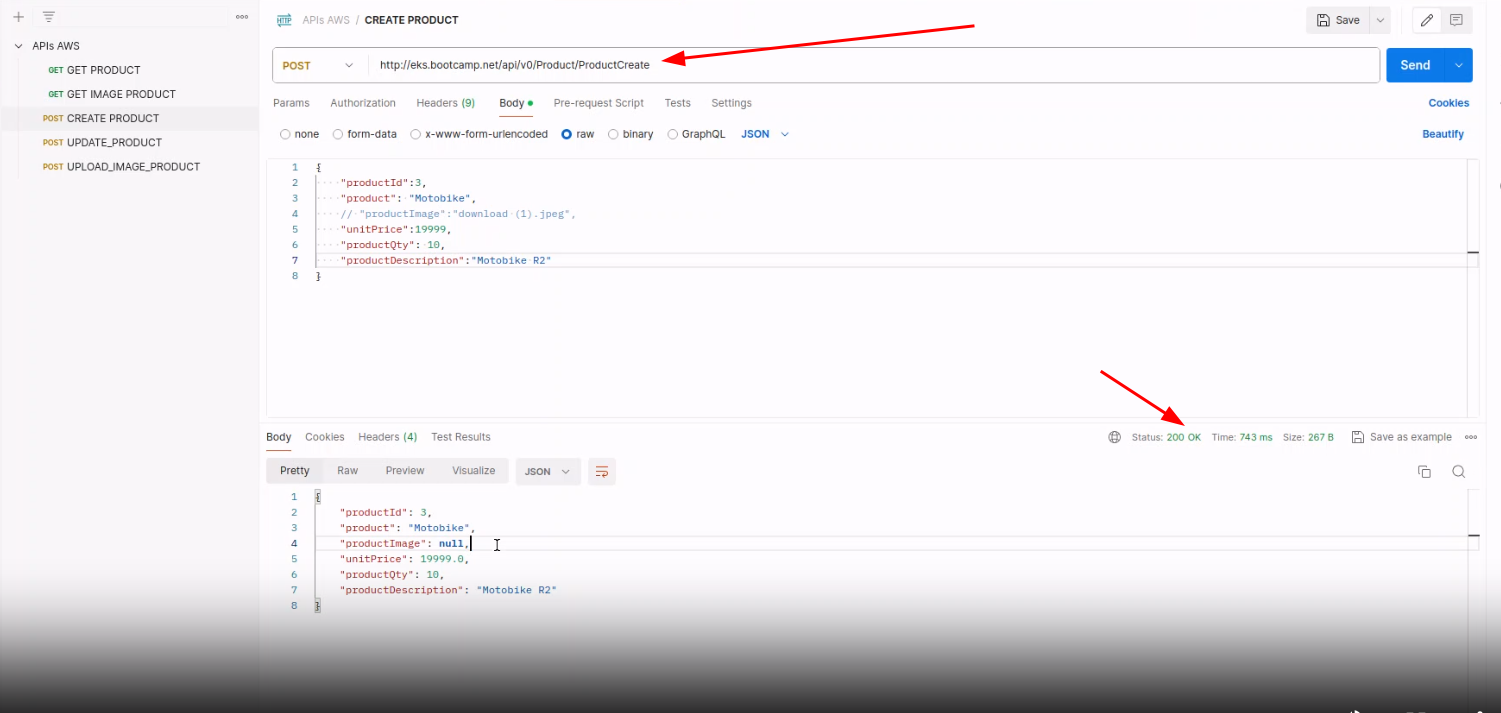 APIs AWS / CREATE PRODUCT
Save
APIs AWS
GET GET PRODUCT
GET GET IMAGE PRODUCT
POST CREATE PRODUCT
POST UPDATE_PRODUCT
POST UPLOAD_IMAGE_PRODUCT
POST http://eks.bootcamp.net/api/v0/Product/ProductCreate Send
Params Authorization Headers (9) Body Pre-request Script Tests Settings Cookies
none form-data x-www-form-urlencoded raw binary GraphQL JSON Beautify
1 {
2 "productId":3,
3 "product": "Motobike",
4 // "productImage":"download (1).jpeg",
5 "unitPrice":19999,
6 "productQty": 10,
7 "productDescription":"Motobike R2"
8 }
Body Cookies Headers (4) Test Results Status: 200 OK Time: 743 ms Size: 267 B Save as example
Pretty Raw Preview Visualize JSON
1 {
2 "productId": 3,
3 "product": "Motobike",
4 "productImage": null,
5 "unitPrice": 19999.0,
6 "productQty": 10,
7 "productDescription": "Motobike R2"
8 }